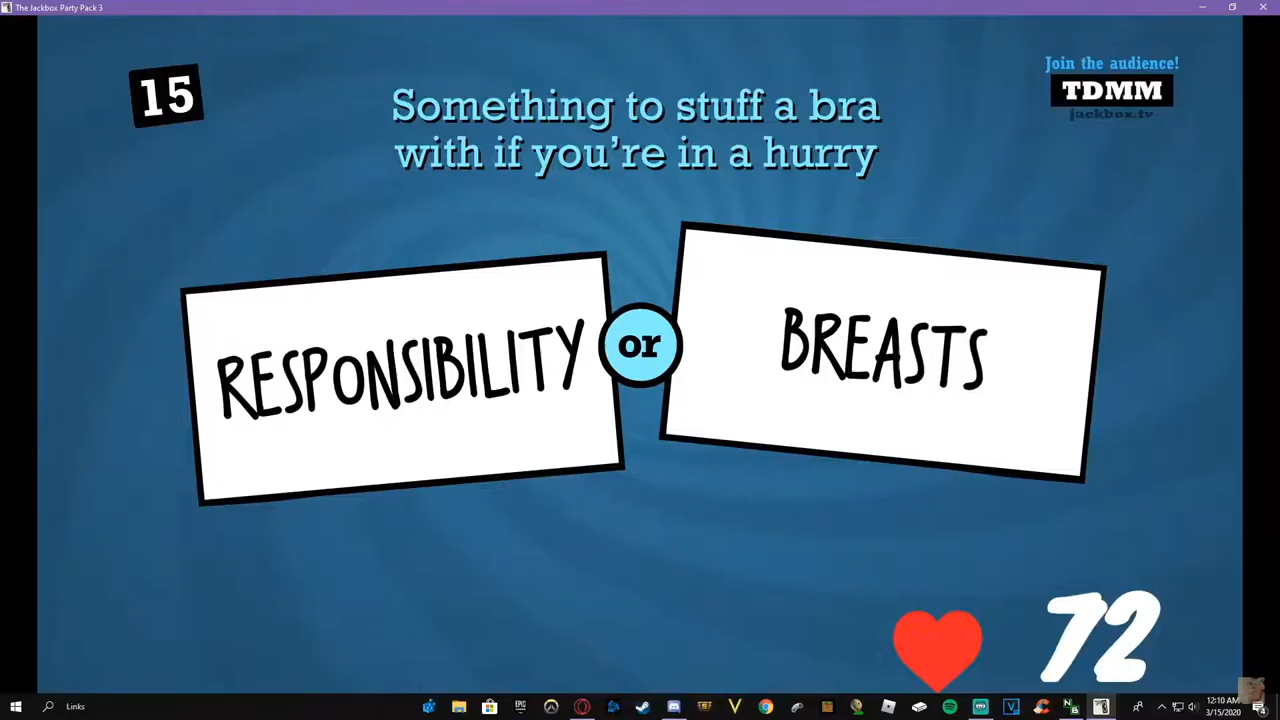 The Jackbox Party Pack 3
15
Join the audience!
TDMM
jackbox.tv
Something to stuff a bra
with if you're in a hurry
RESPONSIBILITY
or
BREASTS
72
Links
12:10 AM
3/15/2020